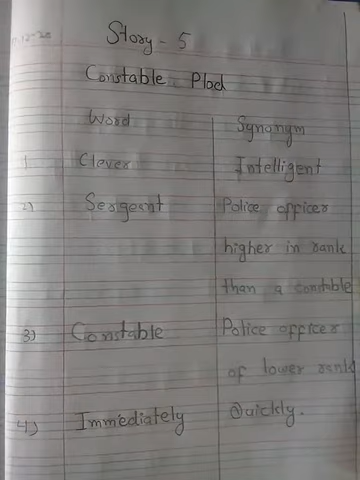 Story - 5
Constable Plod
Word Synonym
1. Clever Intelligent
2) Sergeant Police officer
higher in rank
than a constable
3) Constable Police officer
of lower rank
4) Immediately Quickly.